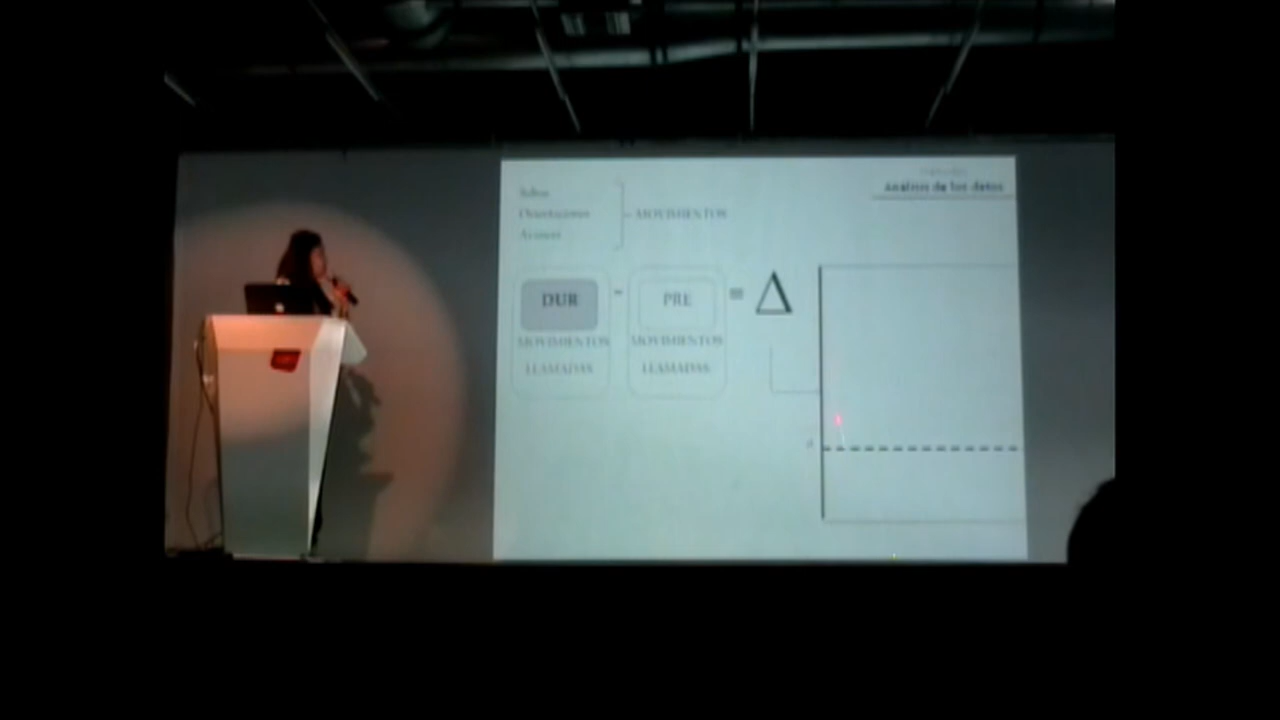 Análisis de los datos
Saltos
Orientaciones
Avances
MOVIMIENTOS
DUR - PRE = Δ
MOVIMIENTOS MOVIMIENTOS
LLAMADAS LLAMADAS